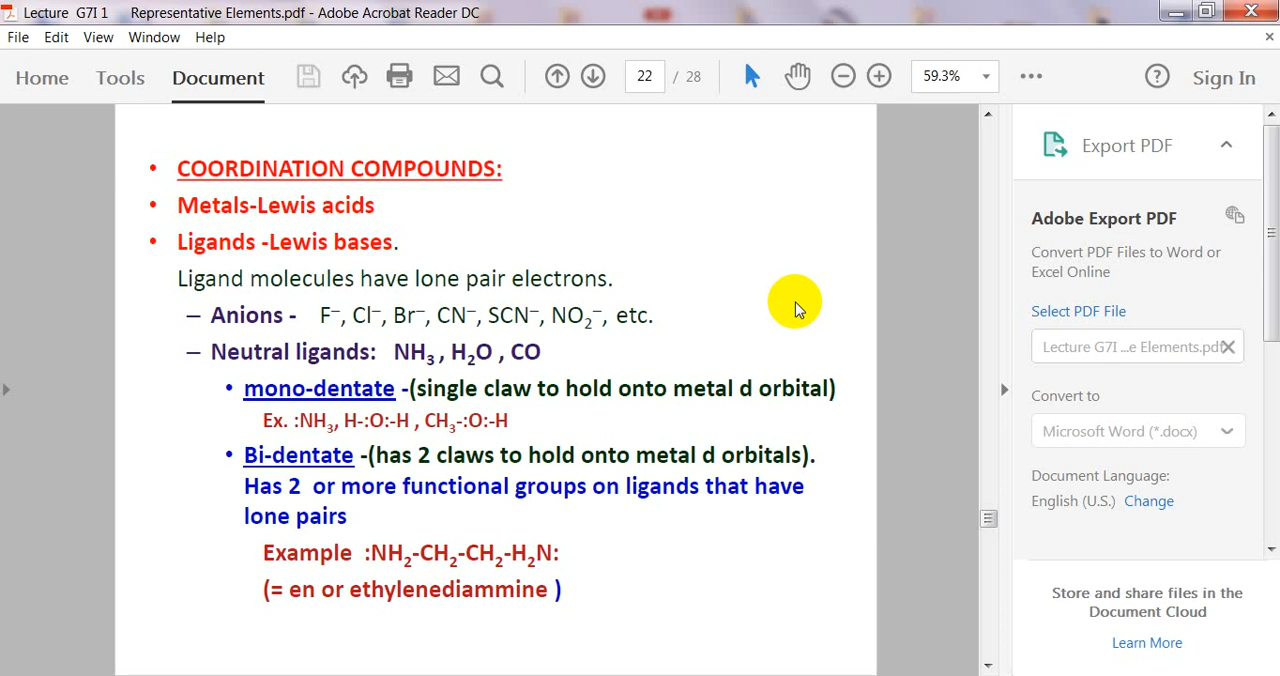 Lecture G7I 1 Representative Elements.pdf - Adobe Acrobat Reader DC
File Edit View Window Help
Home Tools Document 22 / 28 59.3% Sign In
• COORDINATION COMPOUNDS:
• Metals-Lewis acids
• Ligands -Lewis bases.
Ligand molecules have lone pair electrons.
– Anions - F⁻, Cl⁻, Br⁻, CN⁻, SCN⁻, NO₂⁻, etc.
– Neutral ligands: NH₃ , H₂O , CO
• mono-dentate -(single claw to hold onto metal d orbital)
Ex. :NH₃, H-:O:-H , CH₃-:O:-H
• Bi-dentate -(has 2 claws to hold onto metal d orbitals).
Has 2 or more functional groups on ligands that have
lone pairs
Example :NH₂-CH₂-CH₂-H₂N:
(= en or ethylenediammine )
Export PDF
Adobe Export PDF
Convert PDF Files to Word or
Excel Online
Select PDF File
Lecture G7I ...e Elements.pdf
Convert to
Microsoft Word (*.docx)
Document Language:
English (U.S.) Change
Store and share files in the
Document Cloud
Learn More